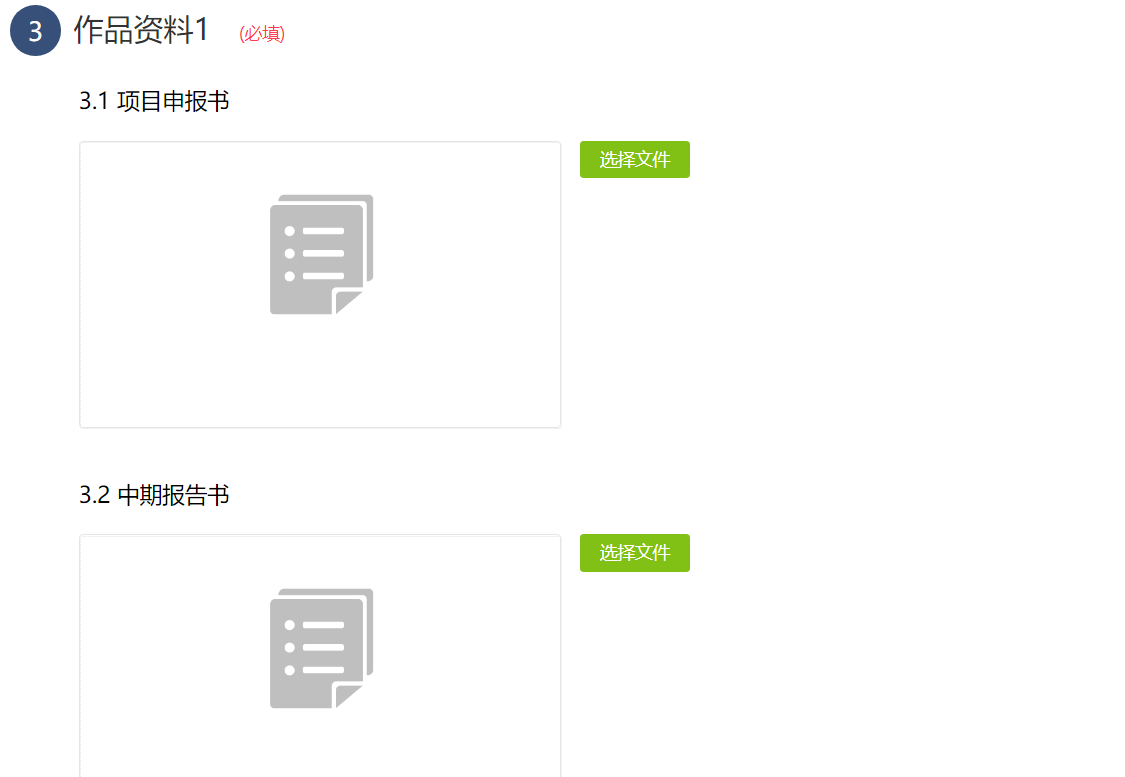 3 作品资料1 (必填)
3.1 项目申报书
选择文件
3.2 中期报告书
选择文件